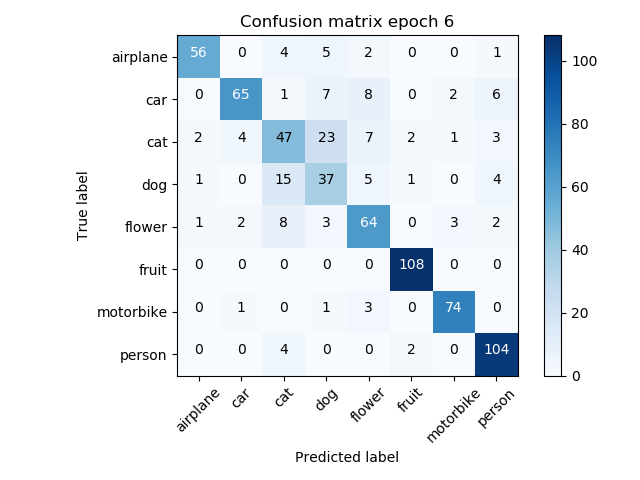 Confusion matrix epoch 6
True label
airplane 56 0 4 5 2 0 0 1
car 0 65 1 7 8 0 2 6
cat 2 4 47 23 7 2 1 3
dog 1 0 15 37 5 1 0 4
flower 1 2 8 3 64 0 3 2
fruit 0 0 0 0 0 108 0 0
motorbike 0 1 0 1 3 0 74 0
person 0 0 4 0 0 2 0 104
airplane car cat dog flower fruit motorbike person
Predicted label
100
80
60
40
20
0